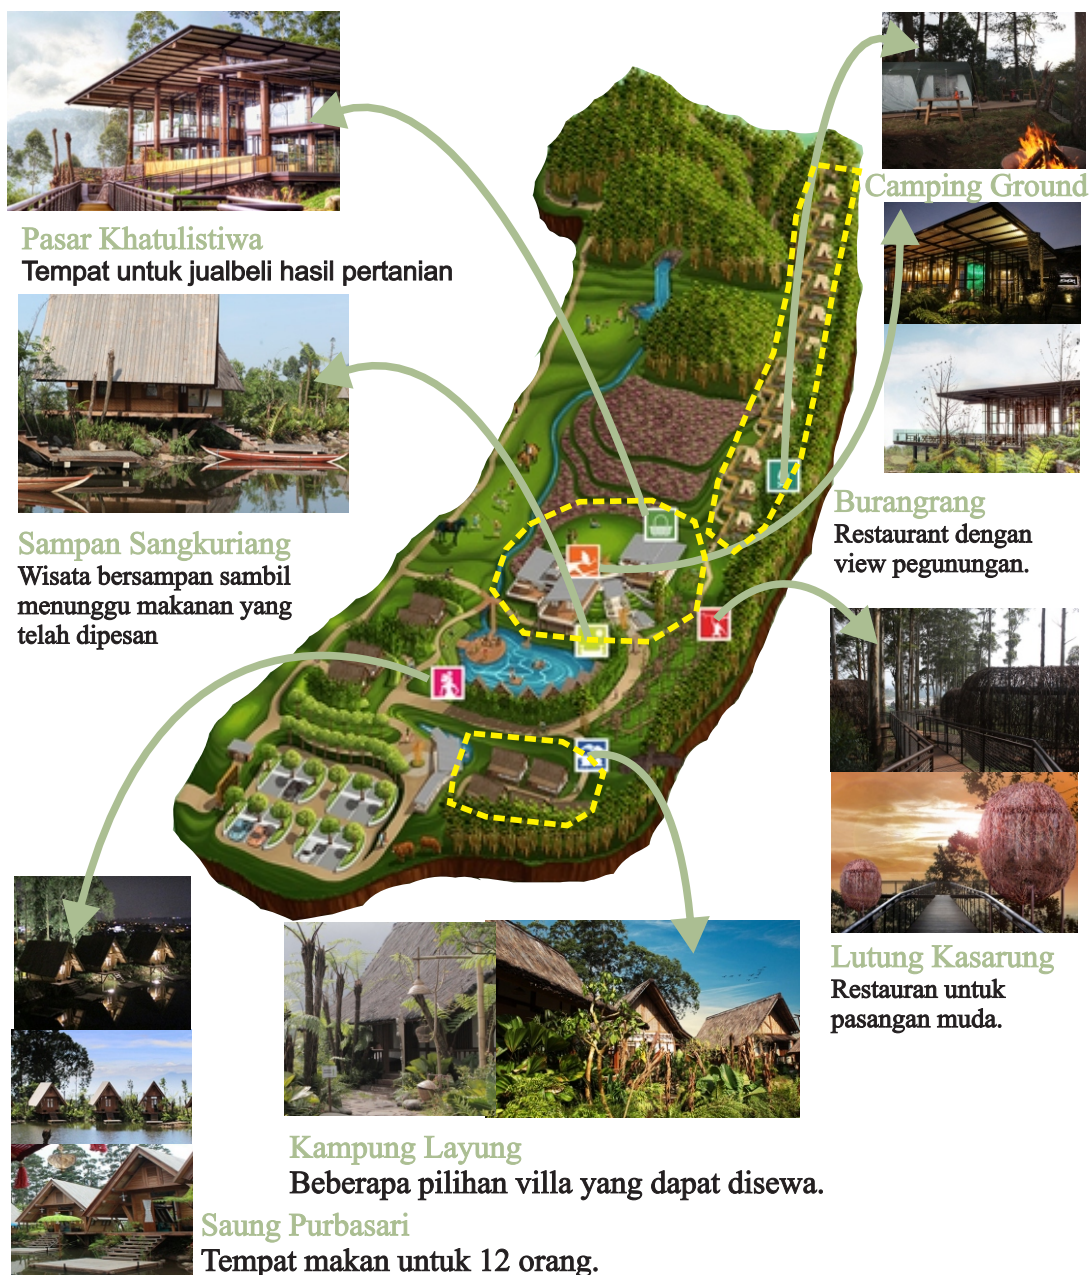 Camping Ground
Pasar Khatulistiwa
Tempat untuk jualbeli hasil pertanian
Burangrang
Restaurant dengan
view pegunungan.
Sampan Sangkuriang
Wisata bersampan sambil
menunggu makanan yang
telah dipesan
Lutung Kasarung
Restauran untuk
pasangan muda.
Kampung Layung
Beberapa pilihan villa yang dapat disewa.
Saung Purbasari
Tempat makan untuk 12 orang.